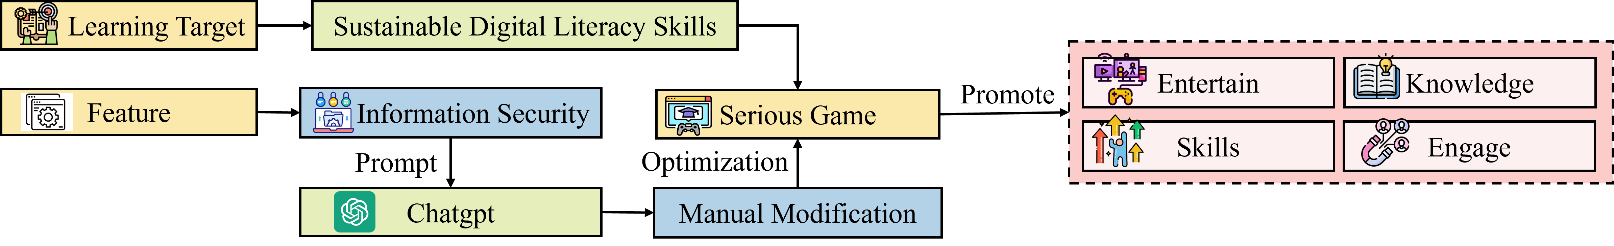 Learning Target
Sustainable Digital Literacy Skills
Feature
Information Security
Serious Game
Promote
Entertain
Knowledge
Skills
Engage
Prompt
Optimization
Chatgpt
Manual Modification